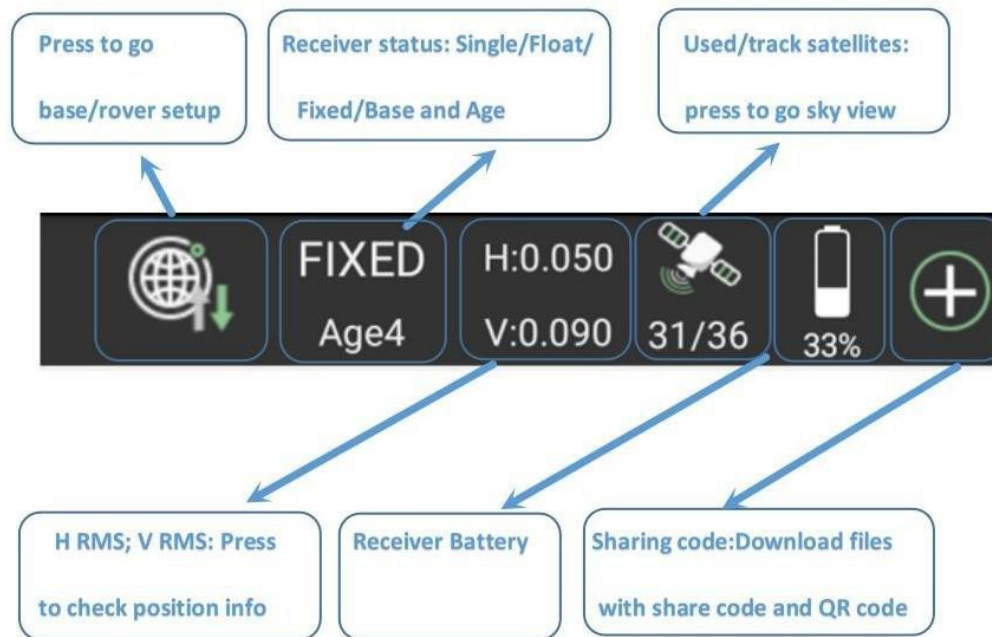 Press to go
base/rover setup
Receiver status: Single/Float/
Fixed/Base and Age
Used/track satellites:
press to go sky view
FIXED
Age4
H:0.050
V:0.090
31/36
33%
H RMS; V RMS: Press
to check position info
Receiver Battery
Sharing code:Download files
with share code and QR code